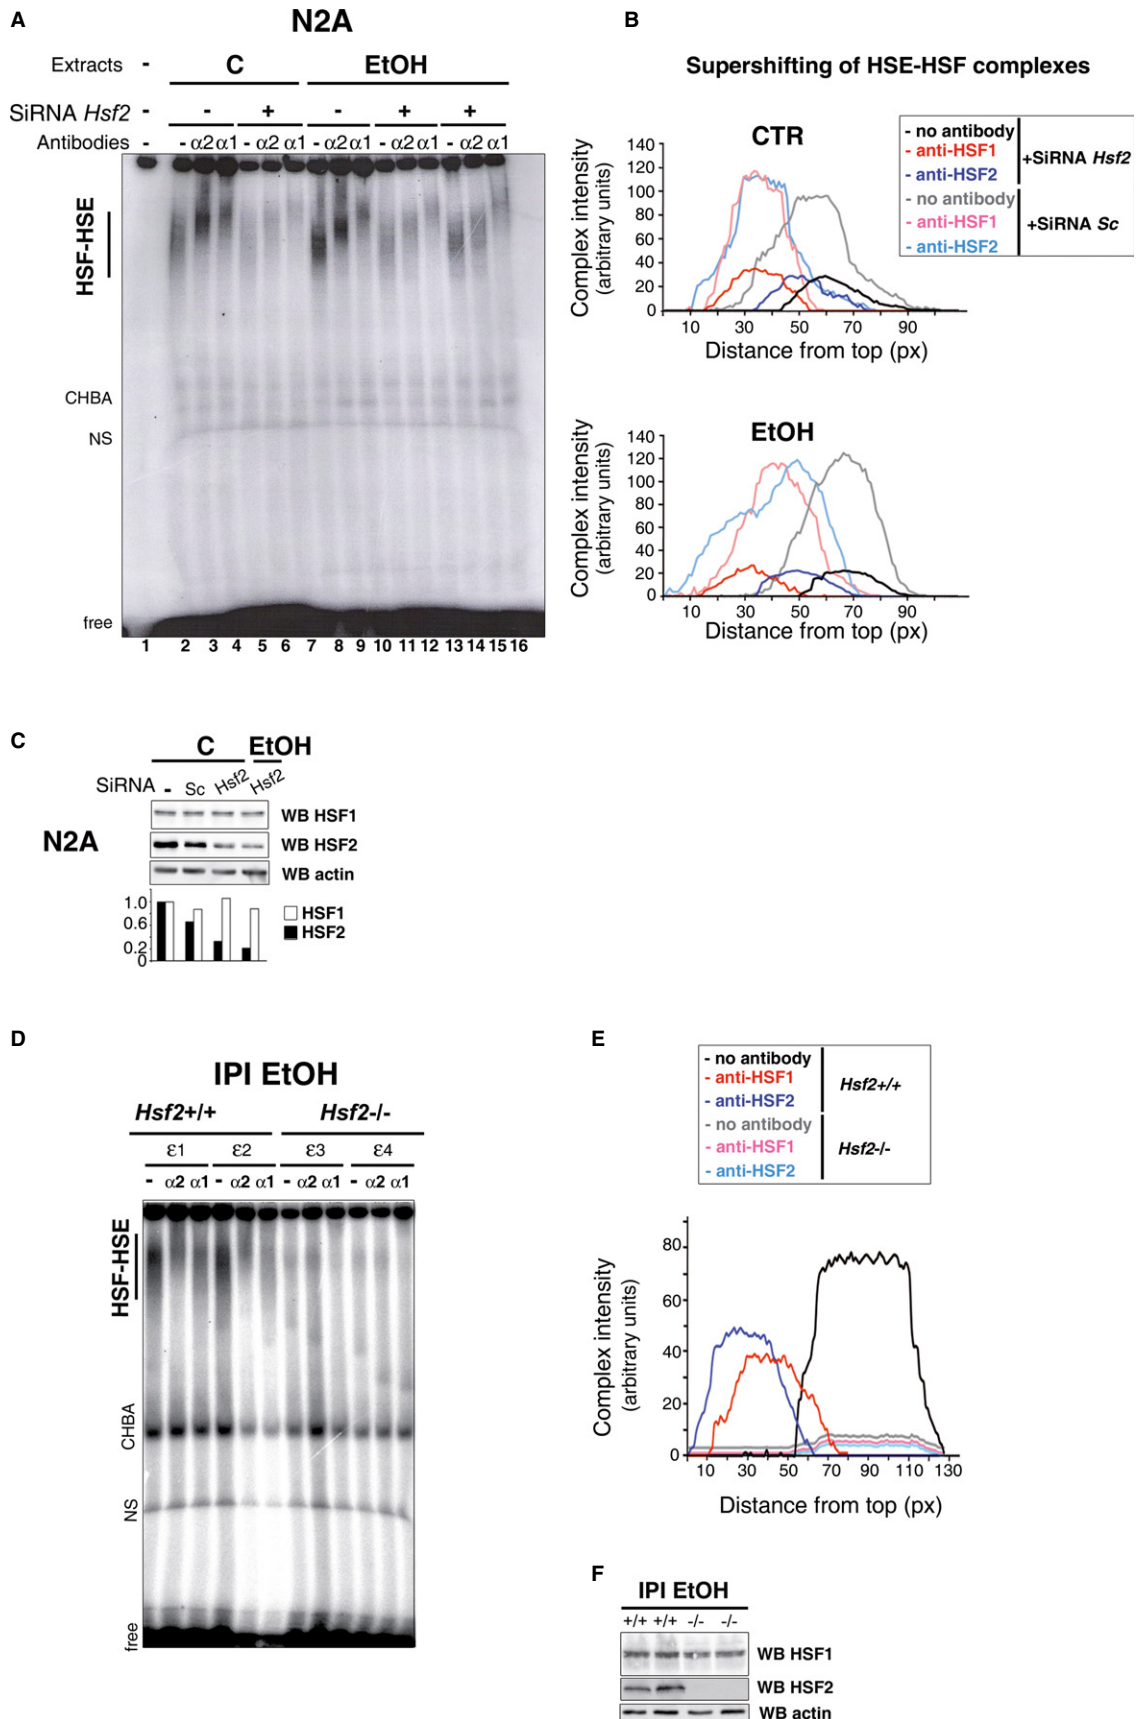 A
N2A
Extracts - C EtOH
SiRNA Hsf2 - - + - + +
Antibodies - - α2 α1 - α2 α1 - α2 α1 - α2 α1 - α2 α1
HSF-HSE
CHBA
NS
free
1 2 3 4 5 6 7 8 9 10 11 12 13 14 15 16
B
Supershifting of HSE-HSF complexes
- no antibody
- anti-HSF1
- anti-HSF2
+SiRNA Hsf2
- no antibody
- anti-HSF1
- anti-HSF2
+SiRNA Sc
CTR
Complex intensity
(arbitrary units)
140
120
100
80
60
40
20
0
10 30 50 70 90
Distance from top (px)
EtOH
Complex intensity
(arbitrary units)
140
120
100
80
60
40
20
0
10 30 50 70 90
Distance from top (px)
C
C EtOH
SiRNA - Sc Hsf2 Hsf2
N2A
WB HSF1
WB HSF2
WB actin
1.0
0.6
0.2
0
HSF1
HSF2
D
IPI EtOH
Hsf2+/+ Hsf2-/-
ε1 ε2 ε3 ε4
- α2 α1 - α2 α1 - α2 α1 - α2 α1
HSF-HSE
CHBA
NS
free
E
- no antibody
- anti-HSF1
- anti-HSF2
Hsf2+/+
- no antibody
- anti-HSF1
- anti-HSF2
Hsf2-/-
Complex intensity
(arbitrary units)
80
60
40
20
0
10 30 50 70 90 110 130
Distance from top (px)
F
IPI EtOH
+/+ +/+ -/- -/-
WB HSF1
WB HSF2
WB actin